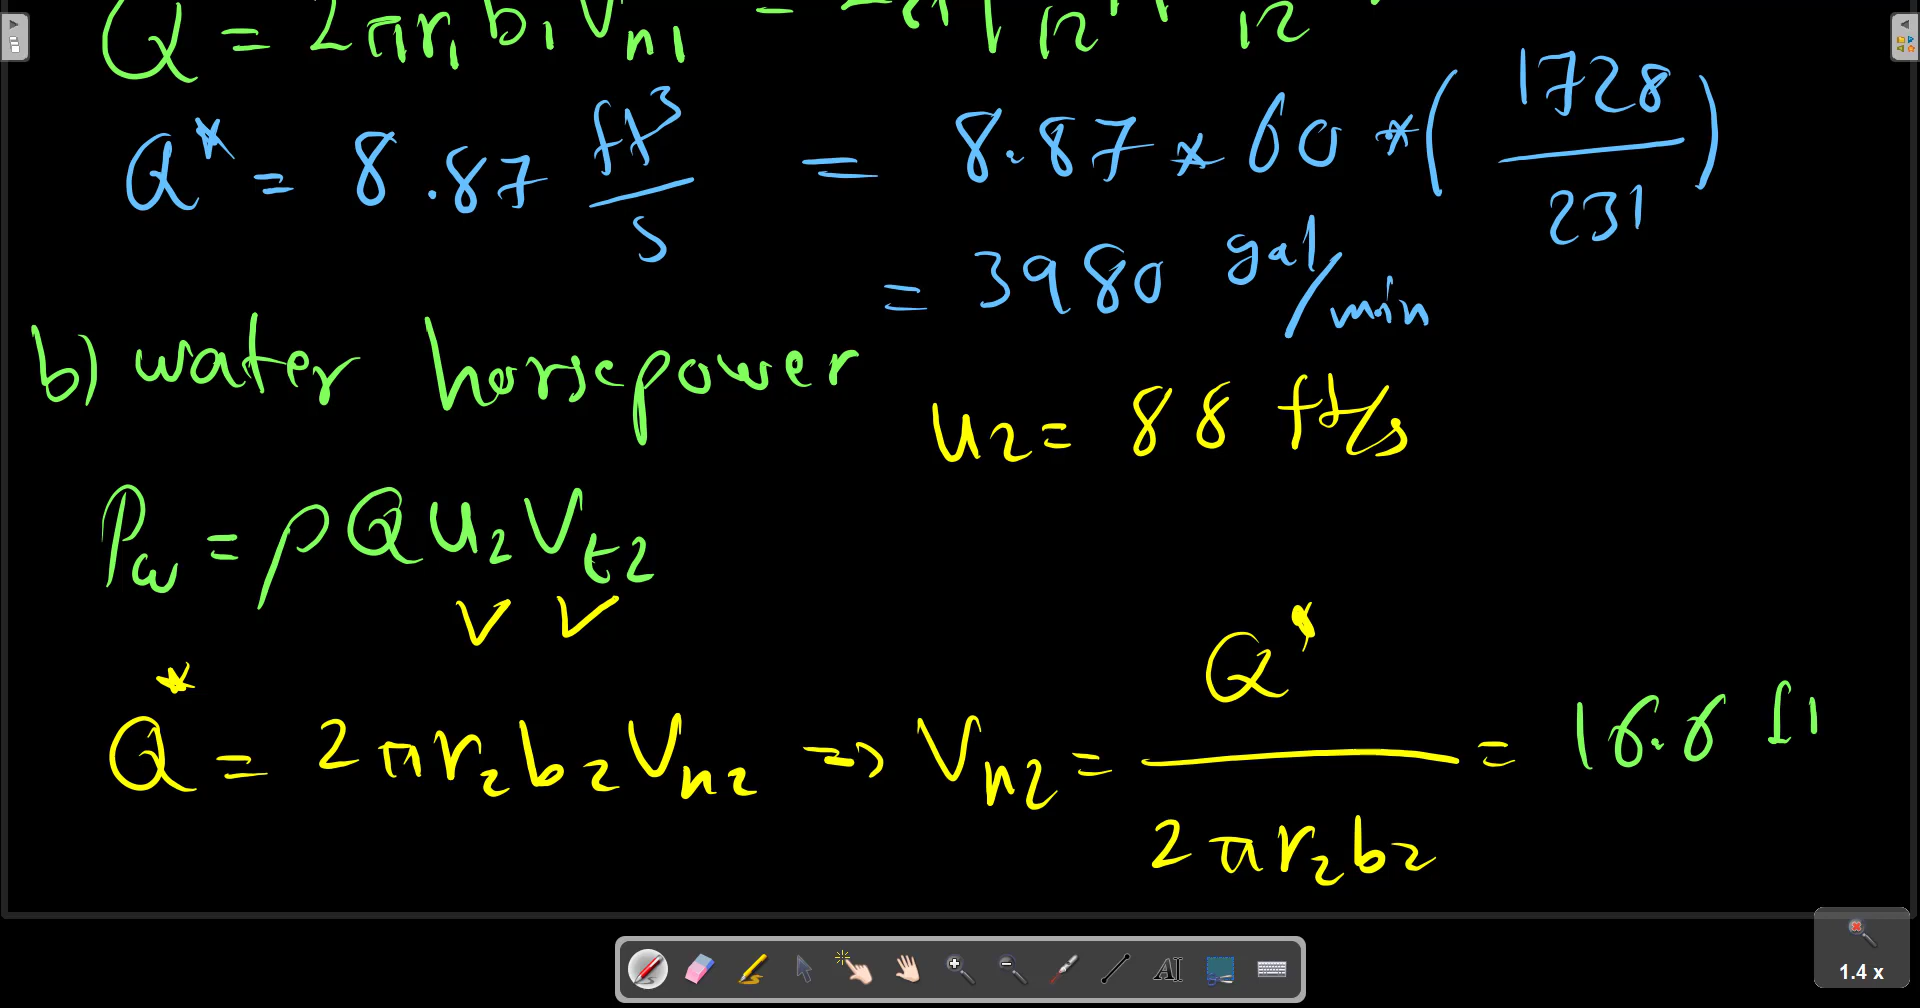 Q = 2πr₁b₁Vn1 =
Q* = 8.87 ft³/s = 8.87 * 60 * (1728/231)
= 3980 gal/min
b) water horsepower
u2 = 88 ft/s
Pw = ρQu2Vt2
Q* = 2πr2b2Vn2 => Vn2 = Q*/2πr2b2 = 16.6
1.4 x